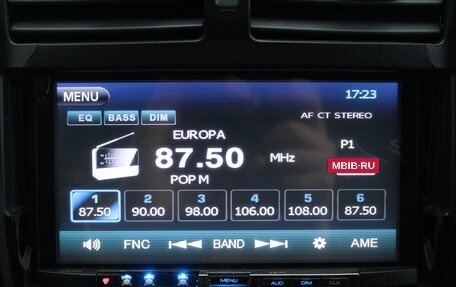 MENU 17:23
EQ BASS DIM AF CT STEREO
EUROPA
87.50 MHz P1
MBIB-RU
POP M
1 2 3 4 5 6
87.50 90.00 98.00 106.00 108.00 87.50
FNC BAND AME
MENU AUD DIM